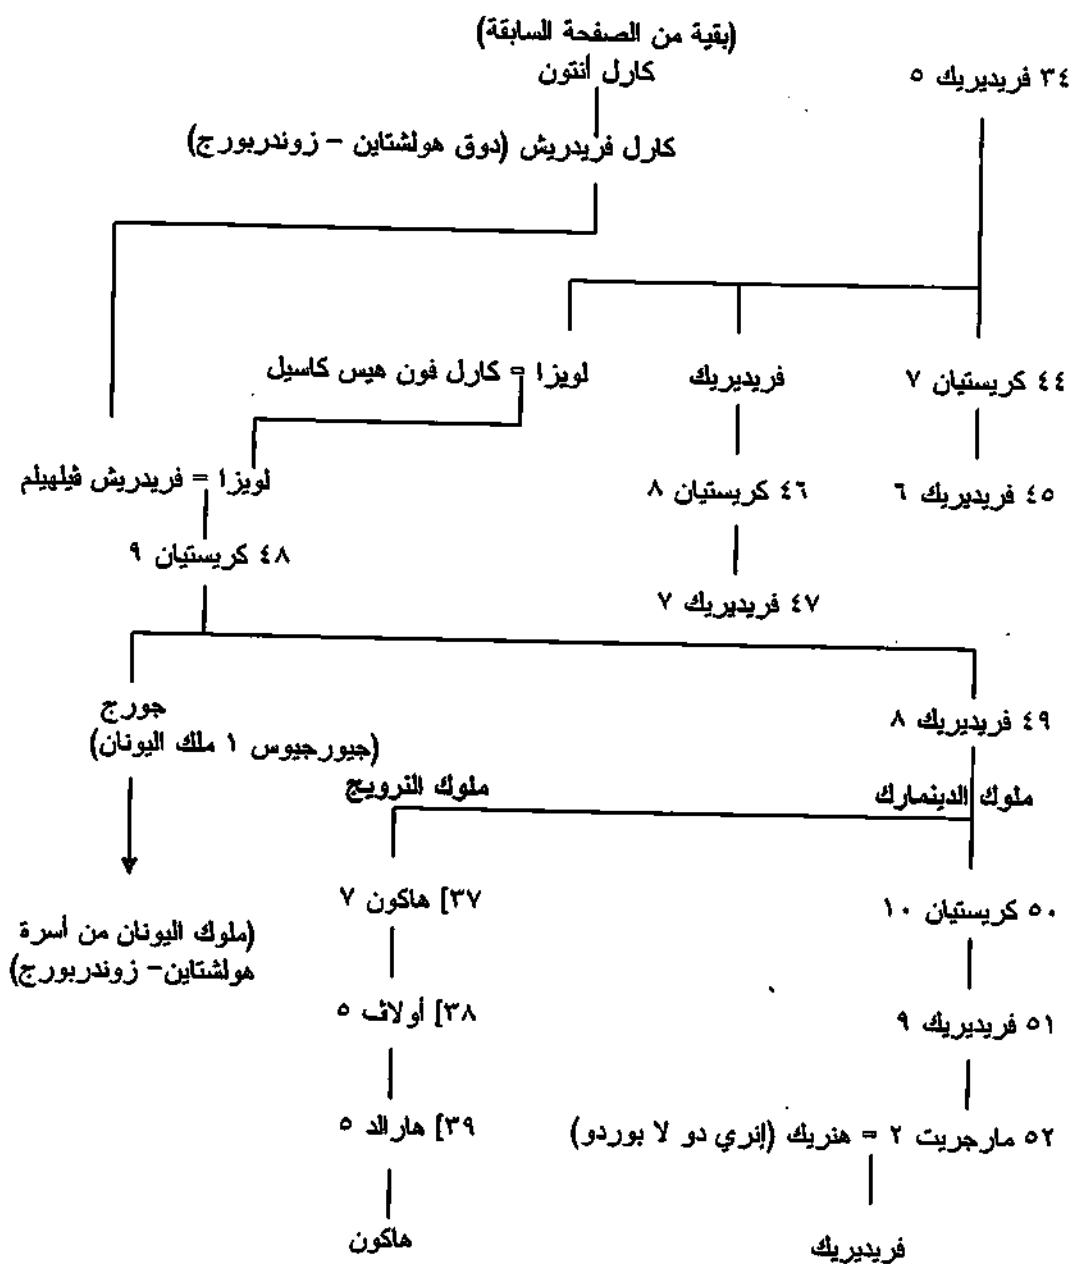 (بقية من الصفحة السابقة)
٣٤ فريديريك ٥
كارل أنتون
كارل فريدريش (دوق هولشتاين – زوندربورج)
٤٤ كريستيان ٧
فريديريك
لويزا = كارل فون هيس كاسيل
٤٥ فريديريك ٦
٤٦ كريستيان ٨
لويزا = فريدريش ڤيلهيلم
٤٨ كريستيان ٩
٤٧ فريديريك ٧
٤٩ فريديريك ٨
جورج
(جيورجيوس ١ ملك اليونان)
ملوك الدينمارك
ملوك النرويج
٥٠ كريستيان ١٠
٣٧] هاكون ٧
(ملوك اليونان من أسرة
هولشتاين– زوندربورج)
٥١ فريديريك ٩
٣٨] أولاڤ ٥
٥٢ مارجريت ٢ = هنريك (إنري دو لا بوردو)
٣٩] هارالد ٥
فريديريك
هاكون